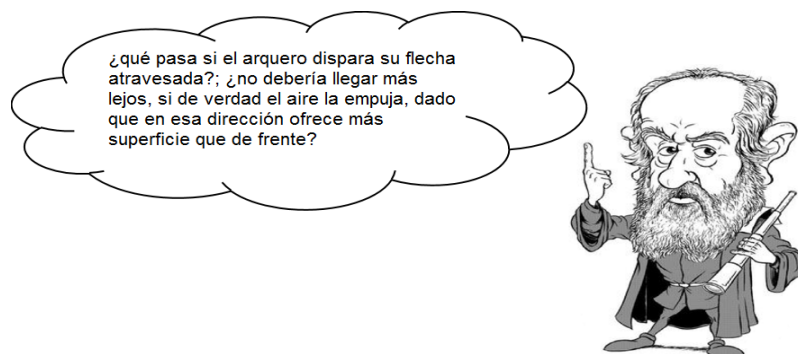 ¿qué pasa si el arquero dispara su flecha
atravesada?; ¿no debería llegar más
lejos, si de verdad el aire la empuja, dado
que en esa dirección ofrece más
superficie que de frente?